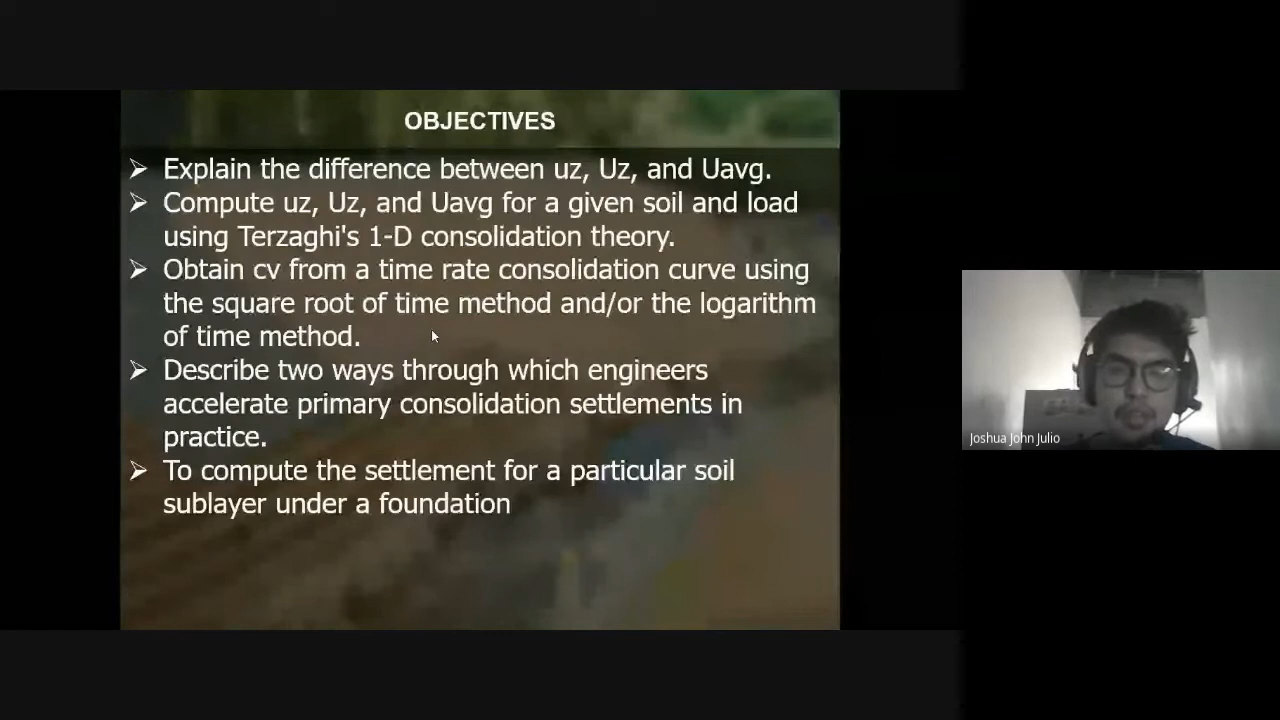 OBJECTIVES
➢ Explain the difference between uz, Uz, and Uavg.
➢ Compute uz, Uz, and Uavg for a given soil and load
using Terzaghi's 1-D consolidation theory.
➢ Obtain cv from a time rate consolidation curve using
the square root of time method and/or the logarithm
of time method.
➢ Describe two ways through which engineers
accelerate primary consolidation settlements in
practice.
➢ To compute the settlement for a particular soil
sublayer under a foundation
Joshua John Julio